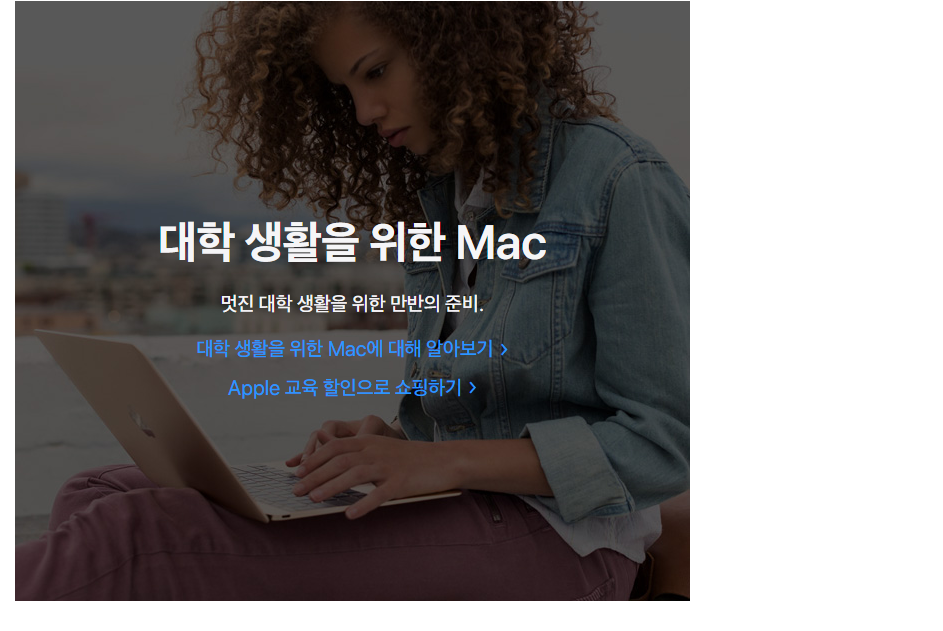 대학 생활을 위한 Mac
멋진 대학 생활을 위한 만반의 준비.
대학 생활을 위한 Mac에 대해 알아보기 >
Apple 교육 할인으로 쇼핑하기 >